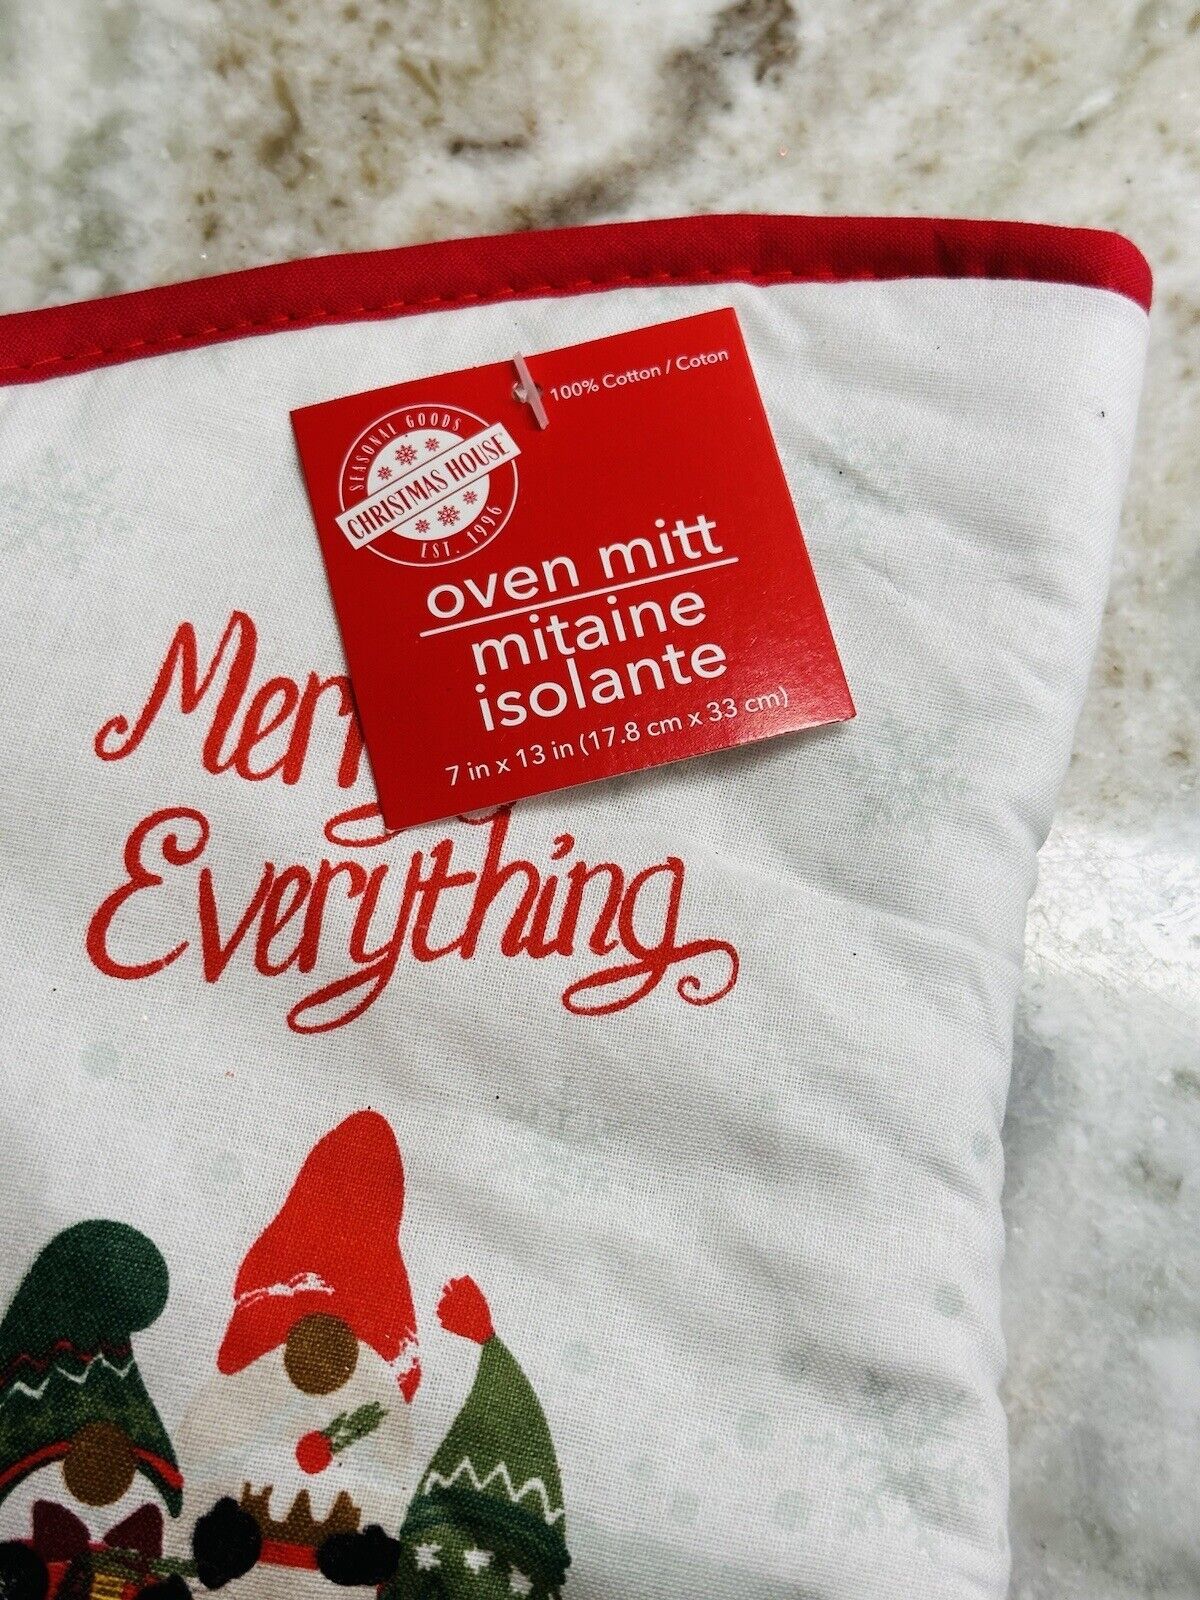 100% Cotton / Coton
SEASONAL GOODS
CHRISTMAS HOUSE
EST. 1996
oven mitt
mitaine
isolante
7 in x 13 in (17.8 cm x 33 cm)
Merry
Everything